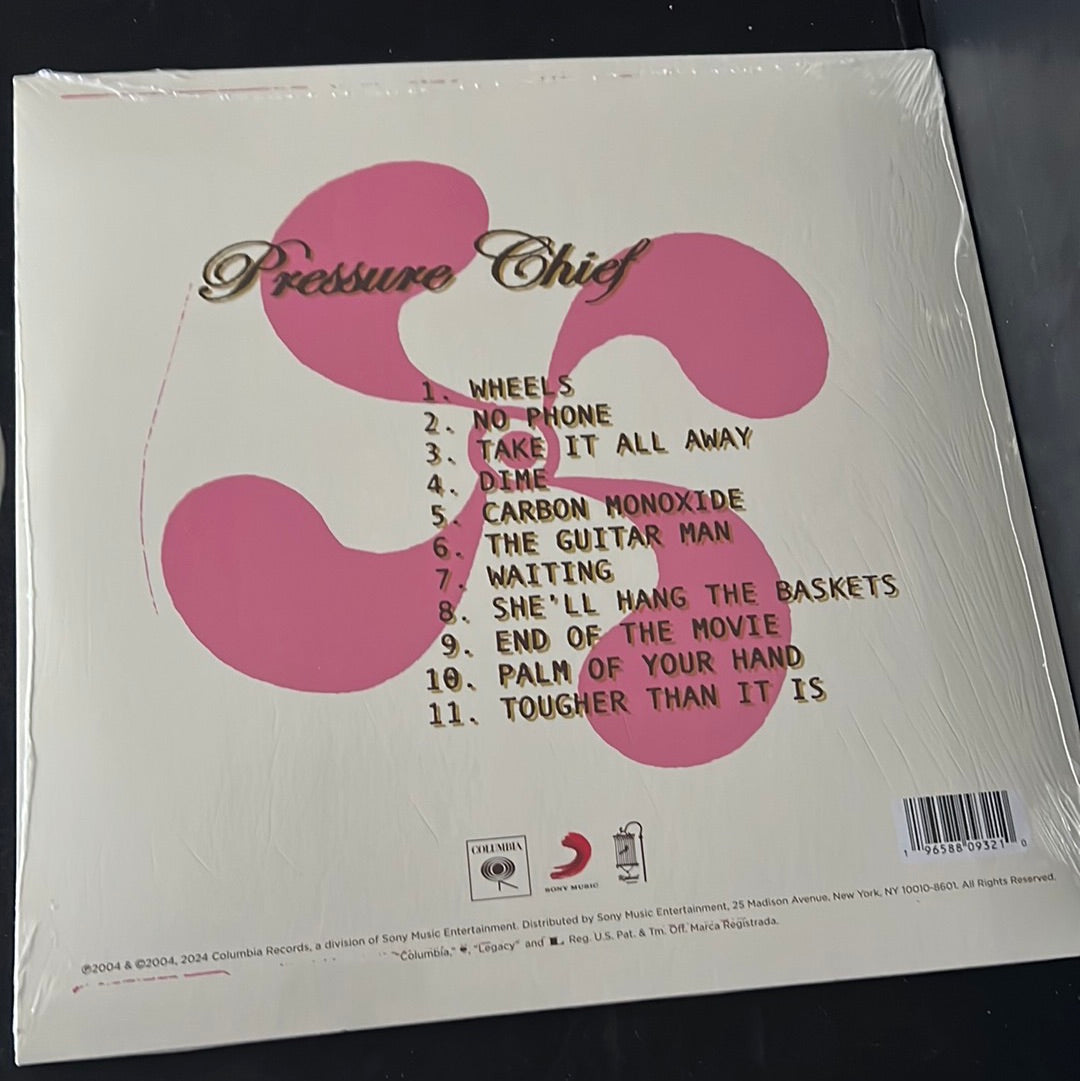 Pressure Chief
1. WHEELS
2. NO PHONE
3. TAKE IT ALL AWAY
4. DIME
5. CARBON MONOXIDE
6. THE GUITAR MAN
7. WAITING
8. SHE'LL HANG THE BASKETS
9. END OF THE MOVIE
10. PALM OF YOUR HAND
11. TOUGHER THAN IT IS
COLUMBIA
SONY MUSIC
1 96588 09321 0
℗2004 & ©2004, 2024 Columbia Records, a division of Sony Music Entertainment. Distributed by Sony Music Entertainment, 25 Madison Avenue, New York, NY 10010-8601. All Rights Reserved.
"Columbia," , "Legacy" and Reg. U.S. Pat. & Tm. Off. Marca Registrada.